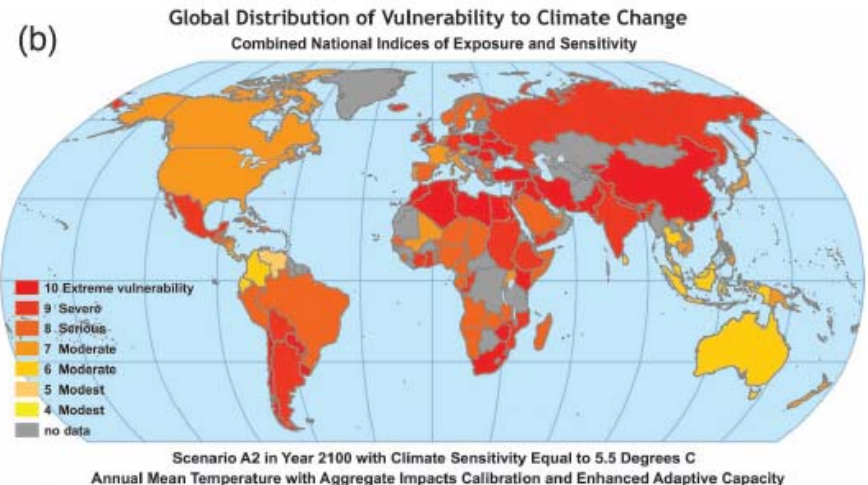 Global Distribution of Vulnerability to Climate Change
(b)
Combined National Indices of Exposure and Sensitivity
10 Extreme vulnerability
9 Severe
8 Serious
7 Moderate
6 Moderate
5 Modest
4 Modest
no data
Scenario A2 in Year 2100 with Climate Sensitivity Equal to 5.5 Degrees C
Annual Mean Temperature with Aggregate Impacts Calibration and Enhanced Adaptive Capacity